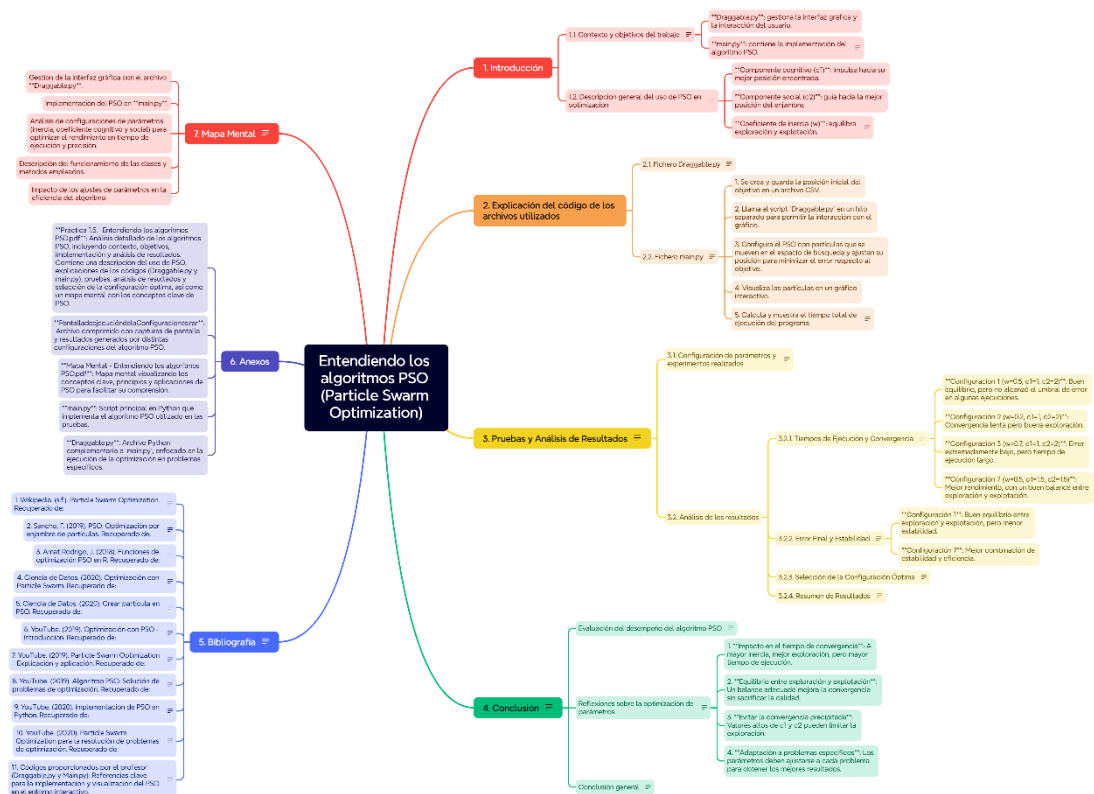 Entendiendo los
algoritmos PSO
(Particle Swarm
Optimization)
1. Introducción
1.1. Contexto y objetivos del trabajo
**Draggable.py**: gestiona la interfaz gráfica y
la interacción del usuario.
**main.py**: contiene la implementación del
algoritmo PSO.
1.2. Descripción general del uso de PSO en
optimización
**Componente cognitivo (c1)**: impulsa hacia su
mejor posición encontrada.
**Componente social (c2)**: guía hacia la mejor
posición del enjambre.
**Coeficiente de inercia (w)**: equilibra
exploración y explotación.
2. Explicación del código de los
archivos utilizados
2.1. Fichero Draggable.py
2.2. Fichero main.py
1. Se crea y guarda la posición inicial del
objetivo en un archivo CSV.
2. Llama al script 'Draggable.py' en un hilo
separado para permitir la interacción con el
gráfico.
3. Configura el PSO con partículas que se
mueven en el espacio de búsqueda y ajustan su
posición para minimizar el error respecto al
objetivo.
4. Visualiza las partículas en un gráfico
interactivo.
5. Calcula y muestra el tiempo total de
ejecución del programa.
3. Pruebas y Análisis de Resultados
3.1. Configuración de parámetros y
experimentos realizados
3.2. Análisis de los resultados
3.2.1. Tiempos de Ejecución y Convergencia
**Configuración 1 (w=0.5, c1=1, c2=2)**: Buen
equilibrio, pero no alcanzó el umbral de error
en algunas ejecuciones.
**Configuración 2 (w=0.2, c1=1, c2=2)**:
Convergencia lenta pero buena exploración.
**Configuración 3 (w=0.7, c1=1, c2=2)**: Error
extremadamente bajo, pero tiempo de
ejecución largo.
**Configuración 7 (w=0.5, c1=1.5, c2=1.5)**:
Mejor rendimiento, con un buen balance entre
exploración y explotación.
3.2.2. Error Final y Estabilidad
**Configuración 1**: Buen equilibrio entre
exploración y explotación, pero menor
estabilidad.
**Configuración 7**: Mejor combinación de
estabilidad y eficiencia.
3.2.3. Selección de la Configuración Óptima
3.2.4. Resumen de Resultados
4. Conclusión
Evaluación del desempeño del algoritmo PSO
Reflexiones sobre la optimización de
parámetros
1. **Impacto en el tiempo de convergencia**: A
mayor inercia, mejor exploración, pero mayor
tiempo de ejecución.
2. **Equilibrio entre exploración y explotación**:
Un balance adecuado mejora la convergencia
sin sacrificar la calidad.
3. **Evitar la convergencia precipitada**:
Valores altos de c1 y c2 pueden limitar la
exploración.
4. **Adaptación a problemas específicos**: Los
parámetros deben ajustarse a cada problema
para obtener los mejores resultados.
Conclusión general
5. Bibliografía
1. Wikipedia. (s.f.). Particle Swarm Optimization.
Recuperado de:
2. Sancho, F. (2019). PSO: Optimización por
enjambre de partículas. Recuperado de:
3. Amat Rodrigo, J. (2018). Funciones de
optimización PSO en R. Recuperado de:
4. Ciencia de Datos. (2020). Optimización con
Particle Swarm. Recuperado de:
5. Ciencia de Datos. (2020). Crear partícula en
PSO. Recuperado de:
6. YouTube. (2019). Optimización con PSO -
Introducción. Recuperado de:
7. YouTube. (2019). Particle Swarm Optimization
Explicación y aplicación. Recuperado de:
8. YouTube. (2019). Algoritmo PSO: Solución de
problemas de optimización. Recuperado de:
9. YouTube. (2020). Implementación de PSO en
Python. Recuperado de:
10. YouTube. (2020). Particle Swarm
Optimization para la resolución de problemas
de optimización. Recuperado de:
11. Códigos proporcionados por el profesor
(Draggable.py y Main.py). Referencias clave
para la implementación y visualización del PSO
en el entorno interactivo.
6. Anexos
**Práctica 1.5. Entendiendo los algoritmos
PSO.pdf**: Análisis detallado de los algoritmos
PSO, incluyendo contexto, objetivos,
implementación y análisis de resultados.
Contiene una descripción del uso de PSO,
explicaciones de los códigos (Draggable.py y
main.py), pruebas, análisis de resultados y
selección de la configuración óptima, así como
un mapa mental con los conceptos clave de
PSO.
**PantalladeejecucióndelaConfiguraciones.rar**:
Archivo comprimido con capturas de pantalla
y resultados generados por distintas
configuraciones del algoritmo PSO.
**Mapa Mental - Entendiendo los algoritmos
PSO.pdf**: Mapa mental visualizando los
conceptos clave, principios y aplicaciones de
PSO para facilitar su comprensión.
**main.py**: Script principal en Python que
implementa el algoritmo PSO utilizado en las
pruebas.
**Draggable.py**: Archivo Python
complementario a 'main.py', enfocado en la
ejecución de la optimización en problemas
específicos.
7. Mapa Mental
Gestión de la interfaz gráfica con el archivo
**Draggable.py**.
Implementación del PSO en **main.py**.
Análisis de configuraciones de parámetros
(inercia, coeficiente cognitivo y social) para
optimizar el rendimiento en tiempo de
ejecución y precisión.
Descripción del funcionamiento de las clases y
métodos empleados.
Impacto de los ajustes de parámetros en la
eficiencia del algoritmo.